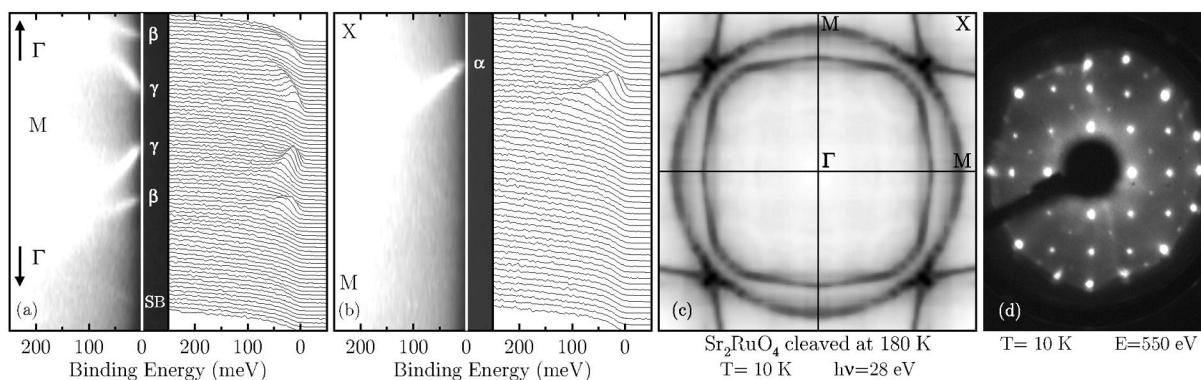 Γ
M
Γ
(a)
β
γ
γ
β
SB
200 100 0
200 100 0
Binding Energy (meV)
X
M
(b)
α
200 100 0
200 100 0
Binding Energy (meV)
M
X
Γ
M
(c)
Sr₂RuO₄ cleaved at 180 K
T= 10 K hν=28 eV
(d)
T= 10 K E=550 eV